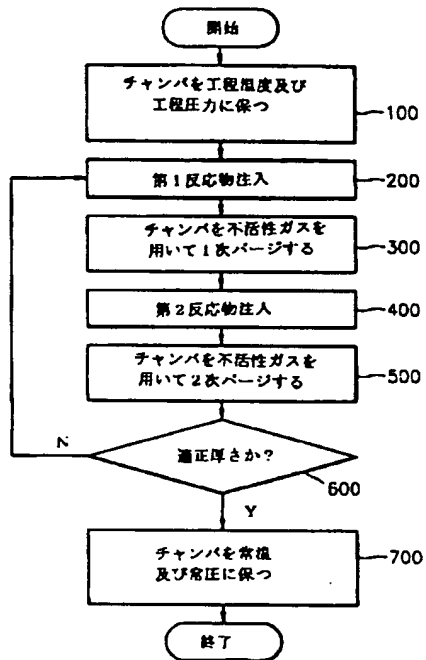 開始
チャンバを工程温度及び
工程圧力に保つ
100
第1反応物注入
200
チャンバを不活性ガスを
用いて1次パージする
300
第2反応物注入
400
チャンバを不活性ガスを
用いて2次パージする
500
適正厚さか?
N
600
Y
チャンバを常温
及び常圧に保つ
700
終了